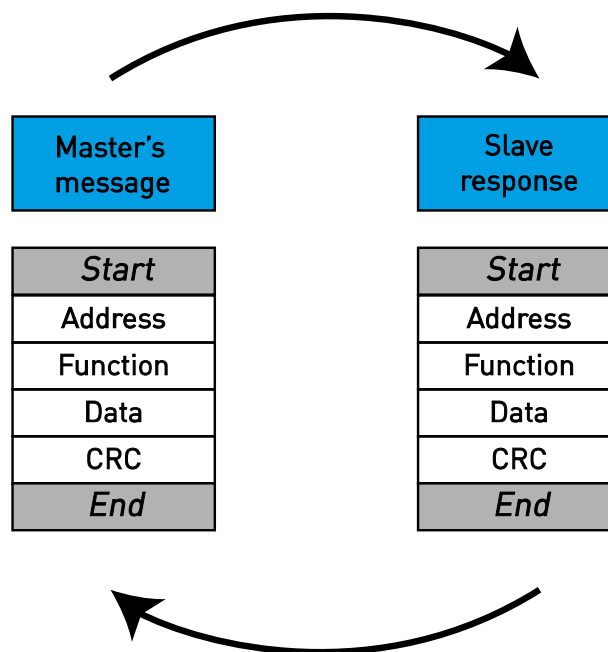 Master's
message
Slave
response
Start
Address
Function
Data
CRC
End
Start
Address
Function
Data
CRC
End